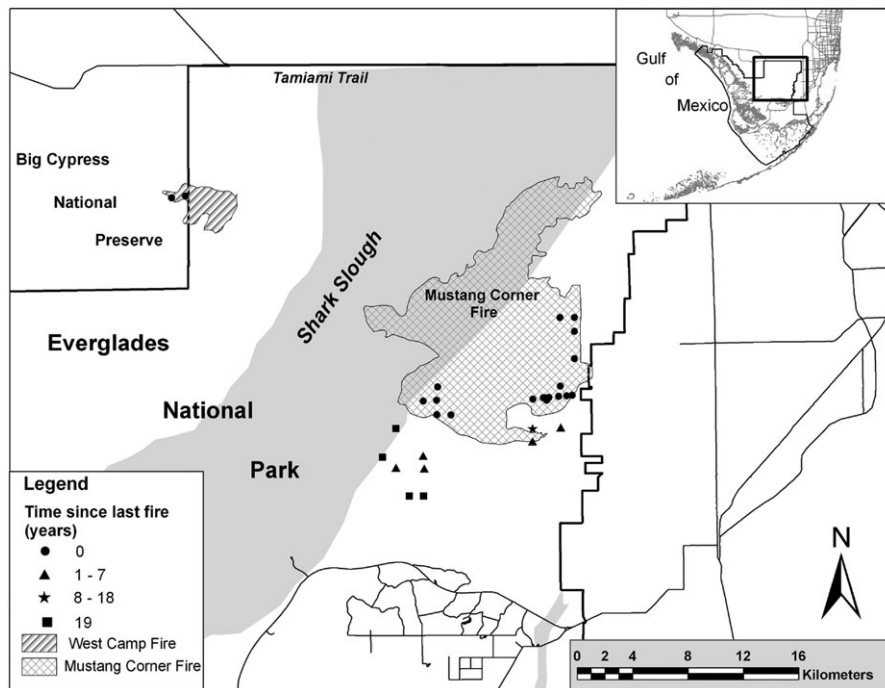 Tamiami Trail
Gulf
of
Mexico
Big Cypress
National
Preserve
Shark Slough
Mustang Corner
Fire
Everglades
National
Park
Legend
Time since last fire
(years)
0
1 - 7
8 - 18
19
West Camp Fire
Mustang Corner Fire
N
0 2 4 8 12 16
Kilometers